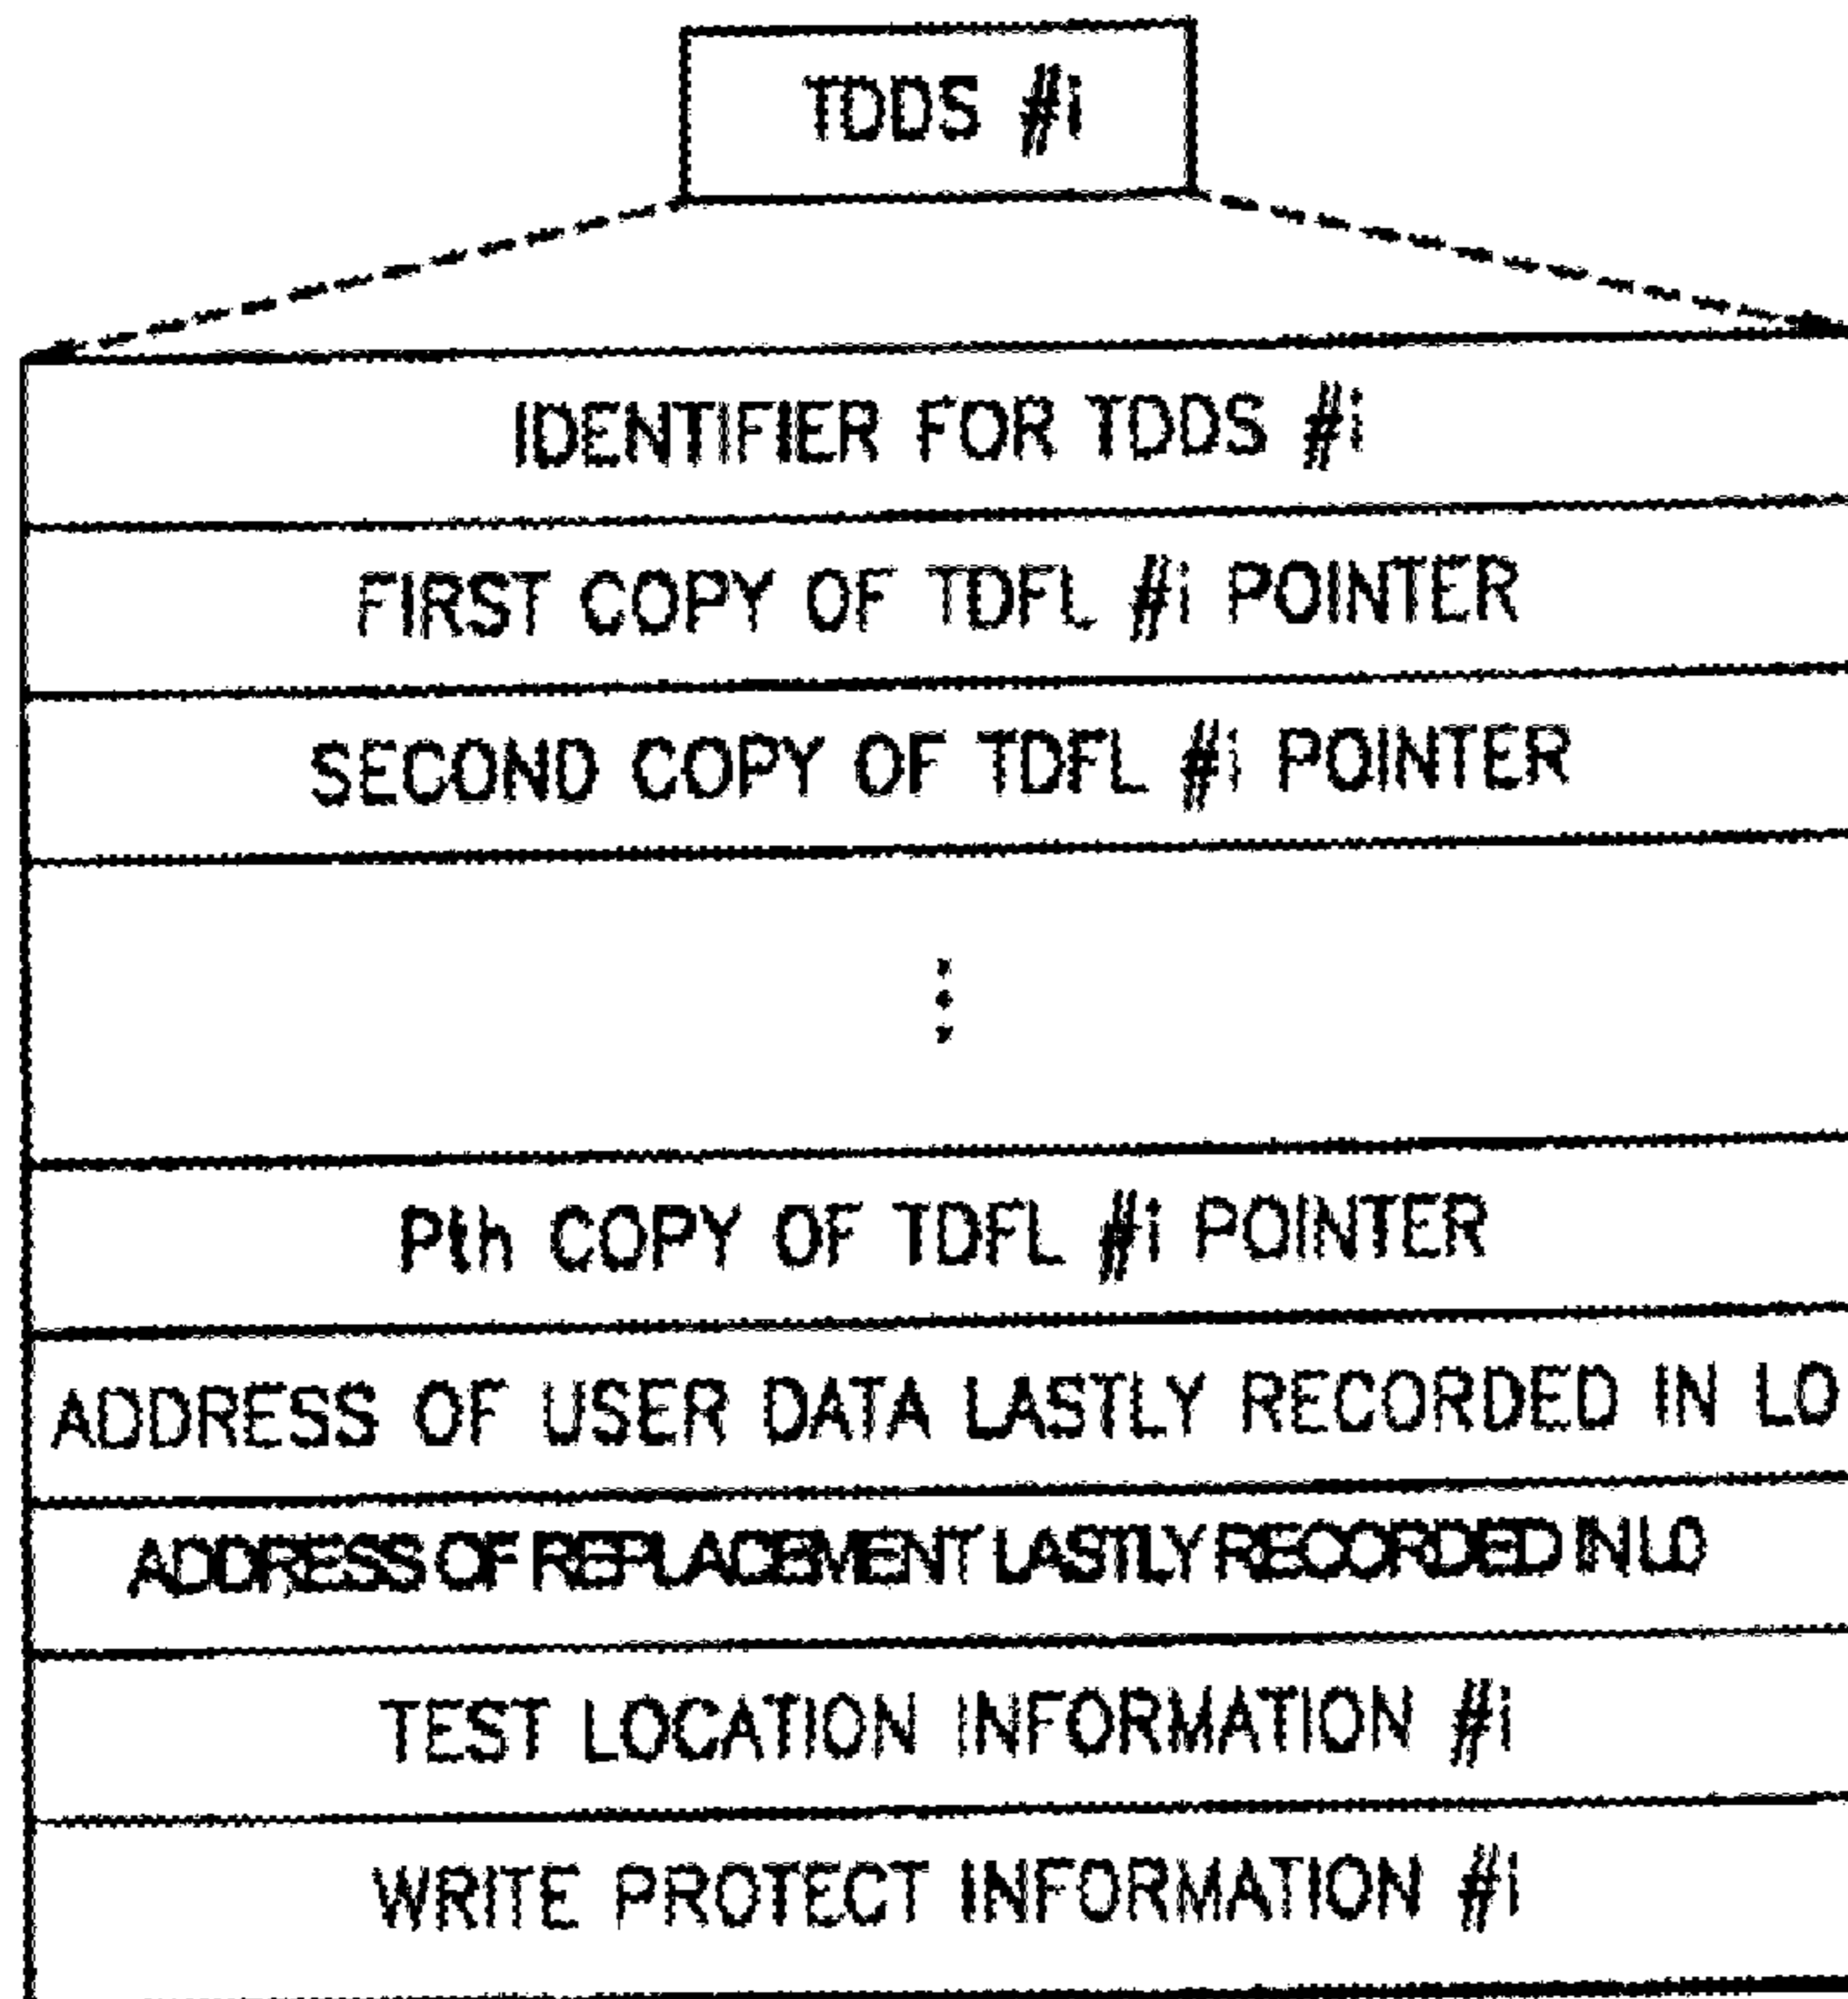 TDDS #i
IDENTIFIER FOR TDDS #i
FIRST COPY OF TDFL #i POINTER
SECOND COPY OF TDFL #i POINTER
⋮
Pth COPY OF TDFL #i POINTER
ADDRESS OF USER DATA LASTLY RECORDED IN L0
ADDRESS OF REPLACEMENT LASTLY RECORDED IN L0
TEST LOCATION INFORMATION #i
WRITE PROTECT INFORMATION #i